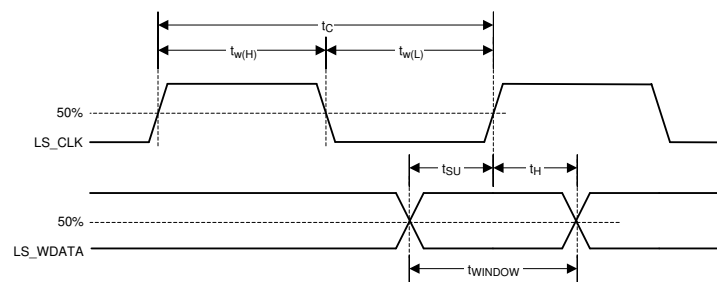 tC
tw(H)
tw(L)
50%
LS_CLK
tSU
tH
50%
LS_WDATA
tWINDOW